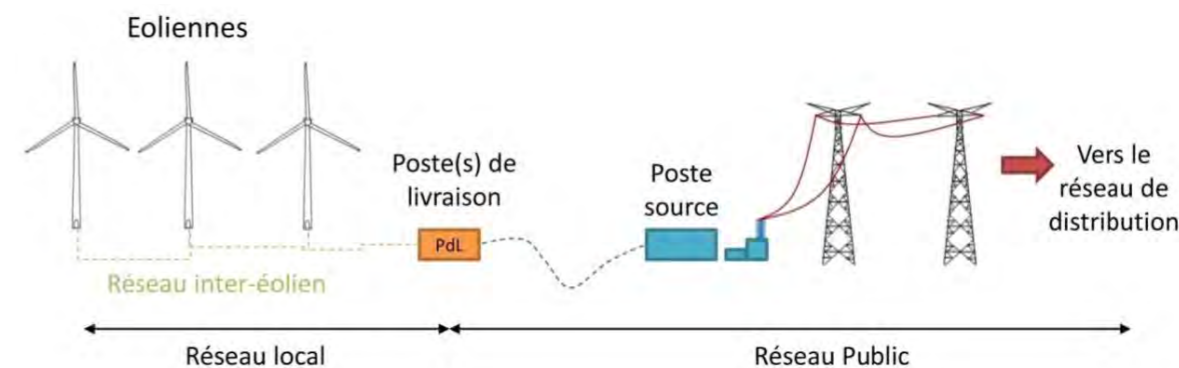 Eoliennes
Poste(s) de
livraison
PdL
Poste
source
Vers le
réseau de
distribution
Réseau inter-éolien
Réseau local
Réseau Public